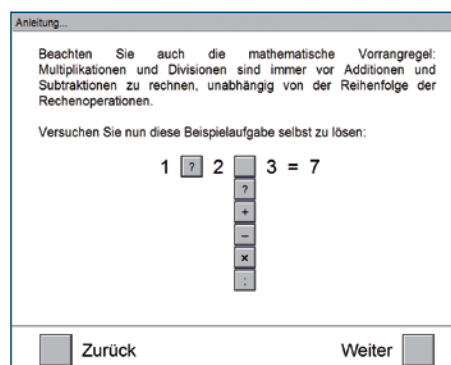 Anleitung...
Beachten Sie auch die mathematische Vorrangregel:
Multiplikationen und Divisionen sind immer vor Additionen und
Subtraktionen zu rechnen, unabhängig von der Reihenfolge der
Rechenoperationen.
Versuchen Sie nun diese Beispielaufgabe selbst zu lösen:
1 ? 2 3 = 7
?
+
–
×
:
Zurück Weiter